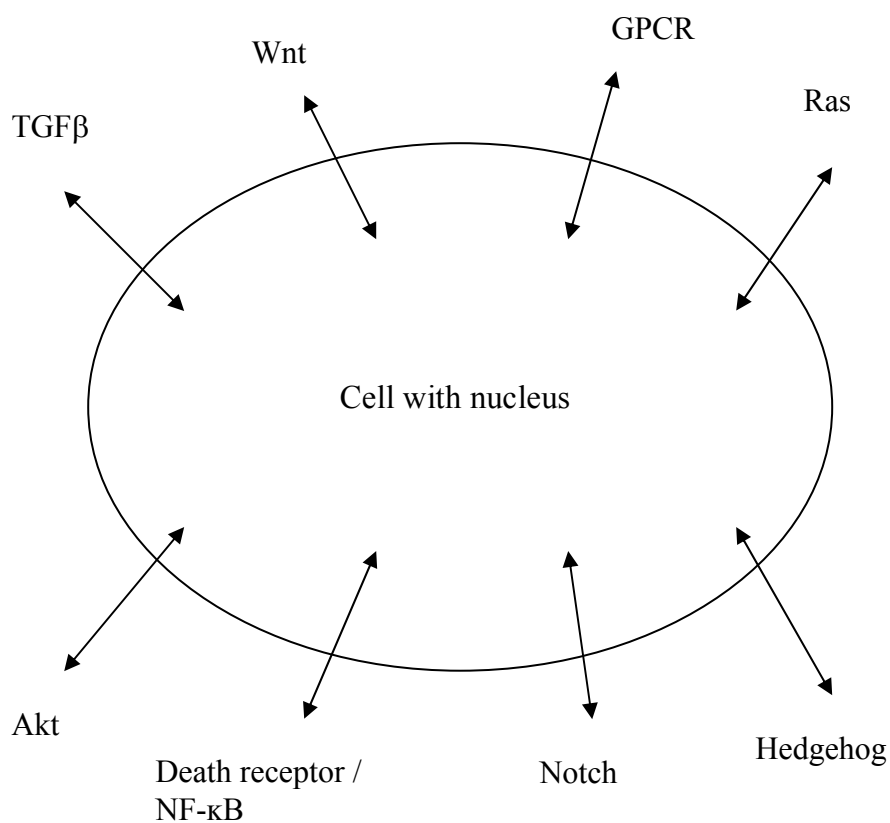 GPCR
Wnt
Ras
TGFβ
Cell with nucleus
Akt
Death receptor /
NF-κB
Notch
Hedgehog